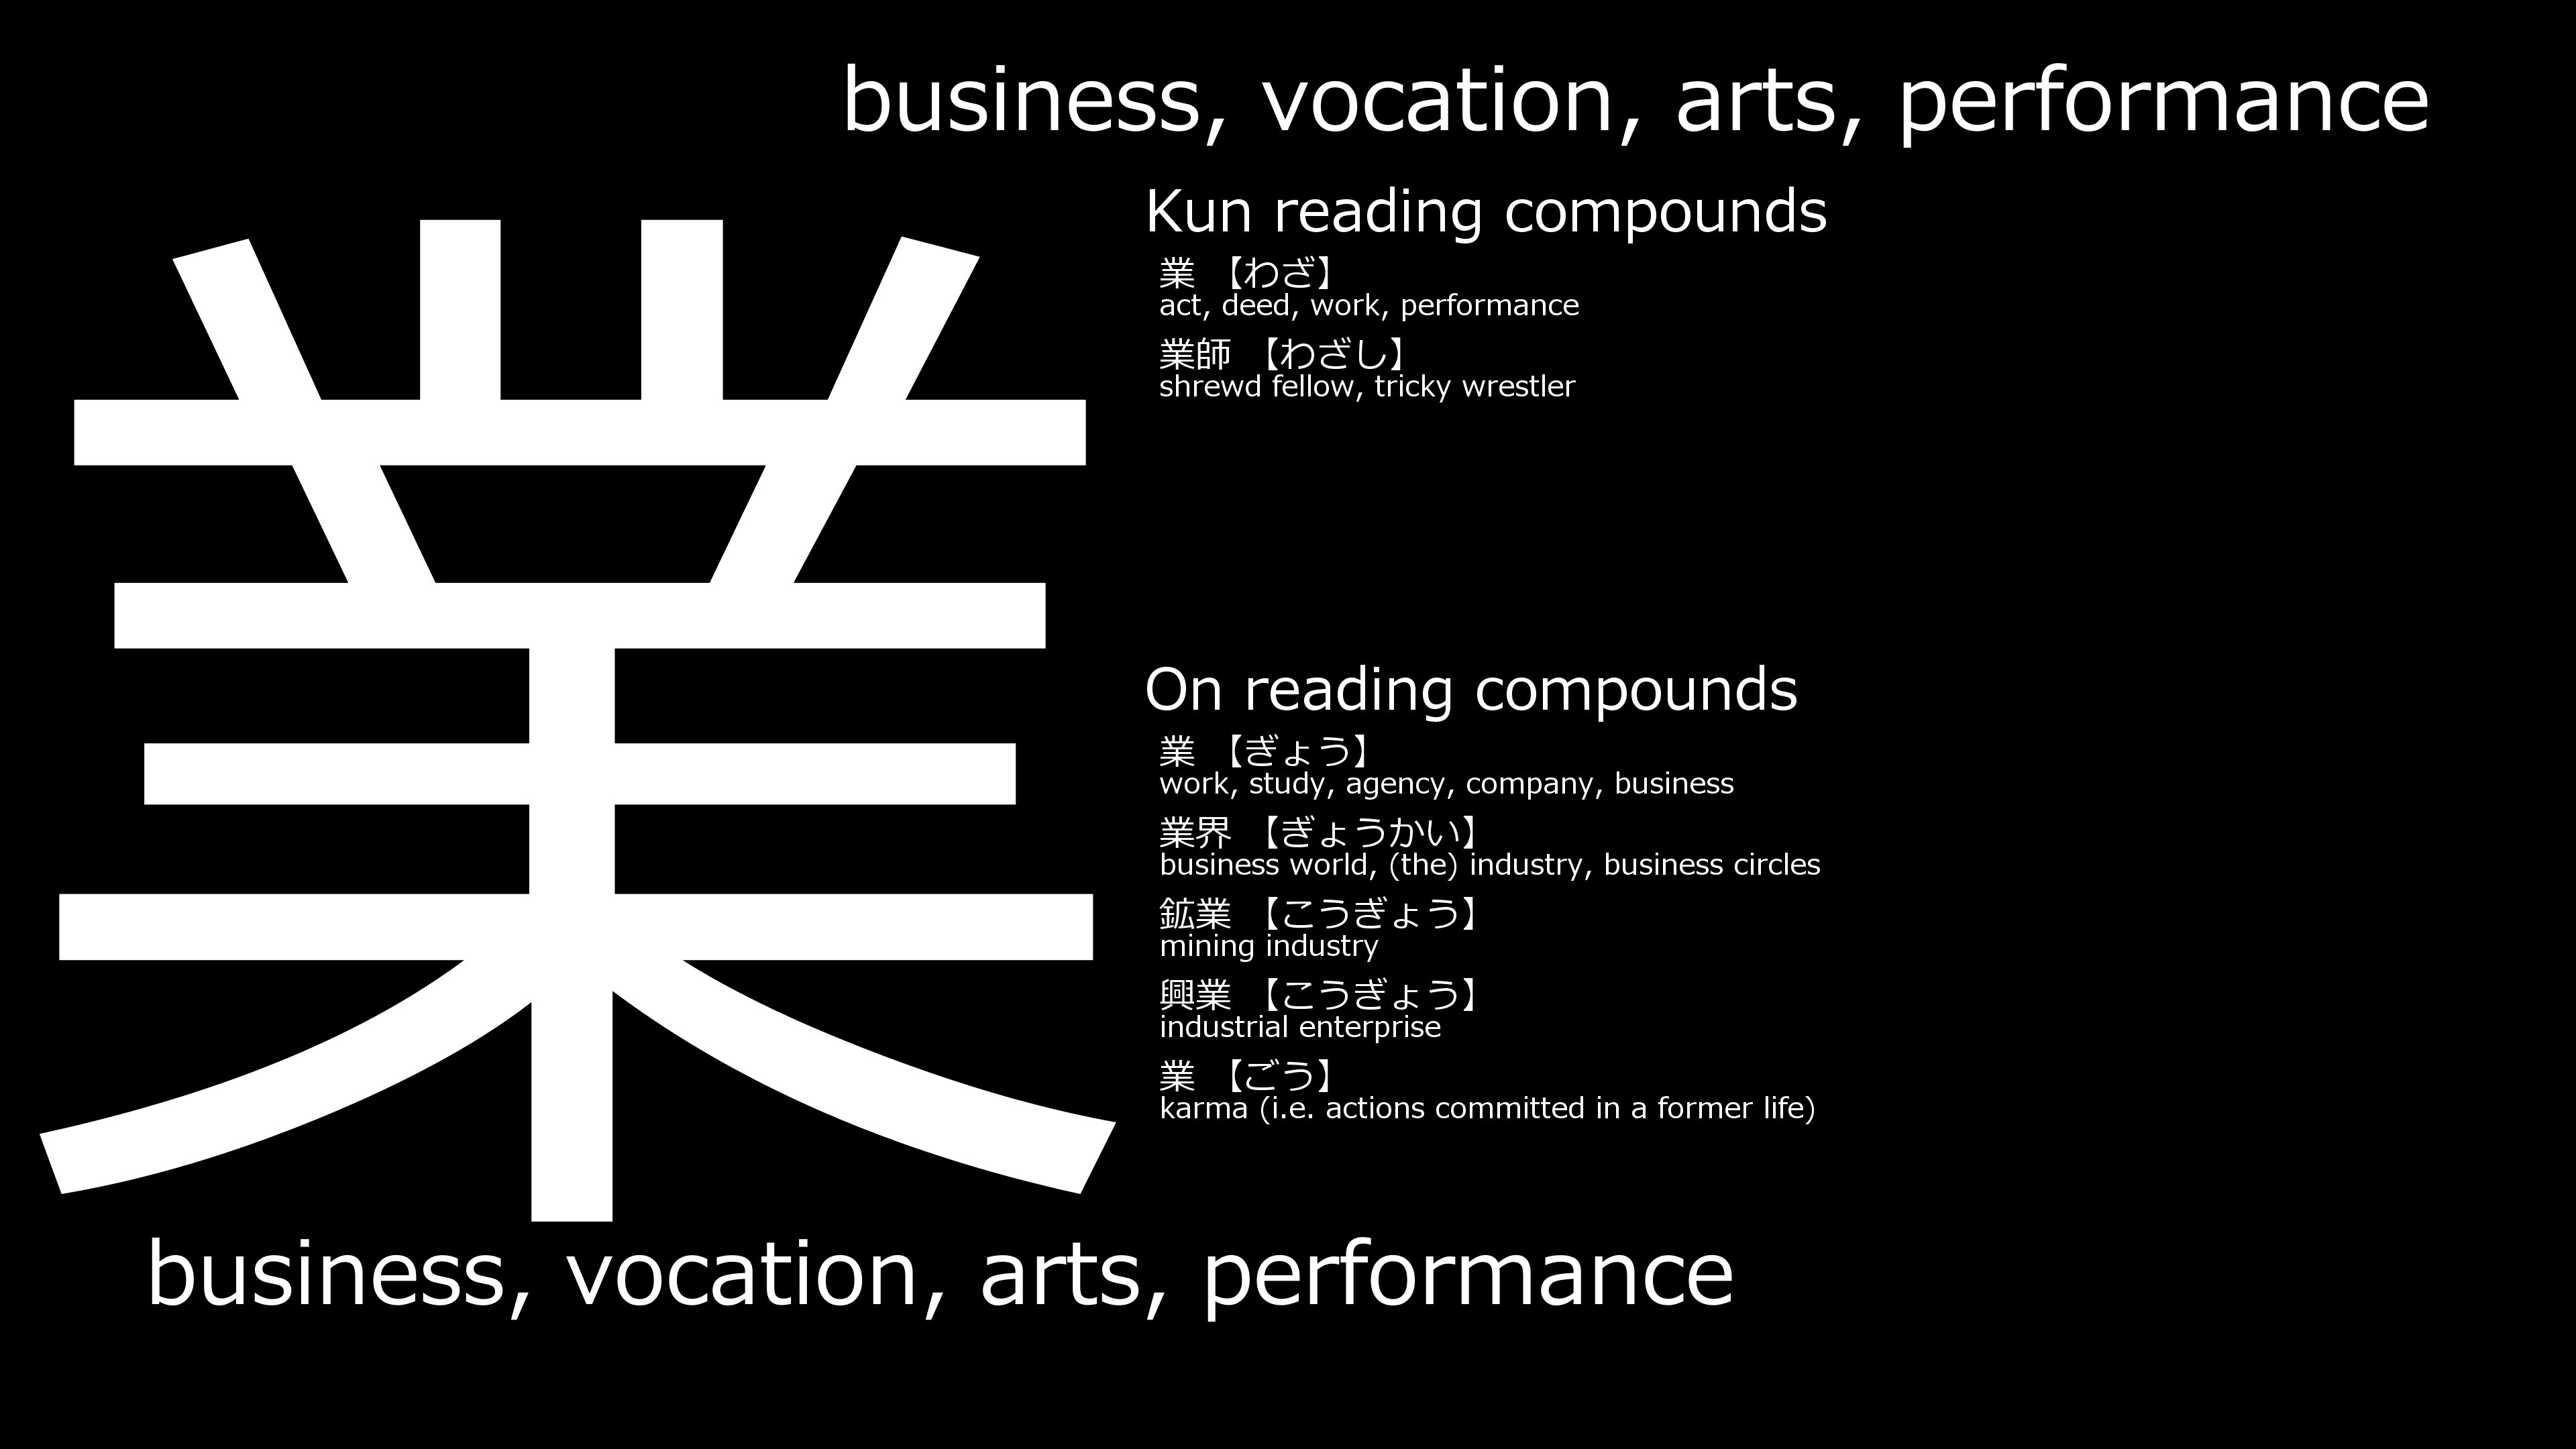 business, vocation, arts, performance
業
Kun reading compounds
業 【わざ】
act, deed, work, performance
業師 【わざし】
shrewd fellow, tricky wrestler
On reading compounds
業 【ぎょう】
work, study, agency, company, business
業界 【ぎょうかい】
business world, (the) industry, business circles
鉱業 【こうぎょう】
mining industry
興業 【こうぎょう】
industrial enterprise
業 【ごう】
karma (i.e. actions committed in a former life)
business, vocation, arts, performance